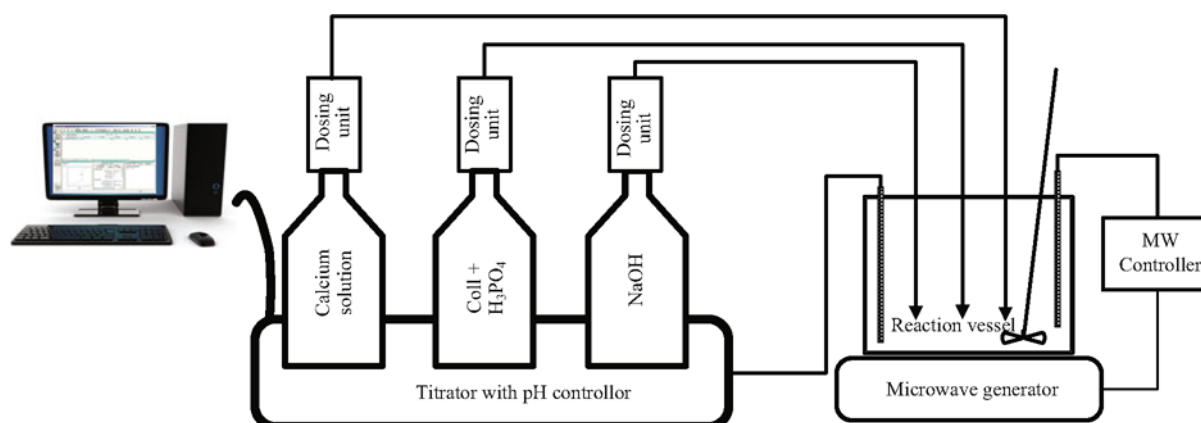 Dosing
unit
Dosing
unit
Dosing
unit
Calcium
solution
Coll +
H₃PO₄
NaOH
Titrator with pH controllor
Reaction vessel
Microwave generator
MW
Controller